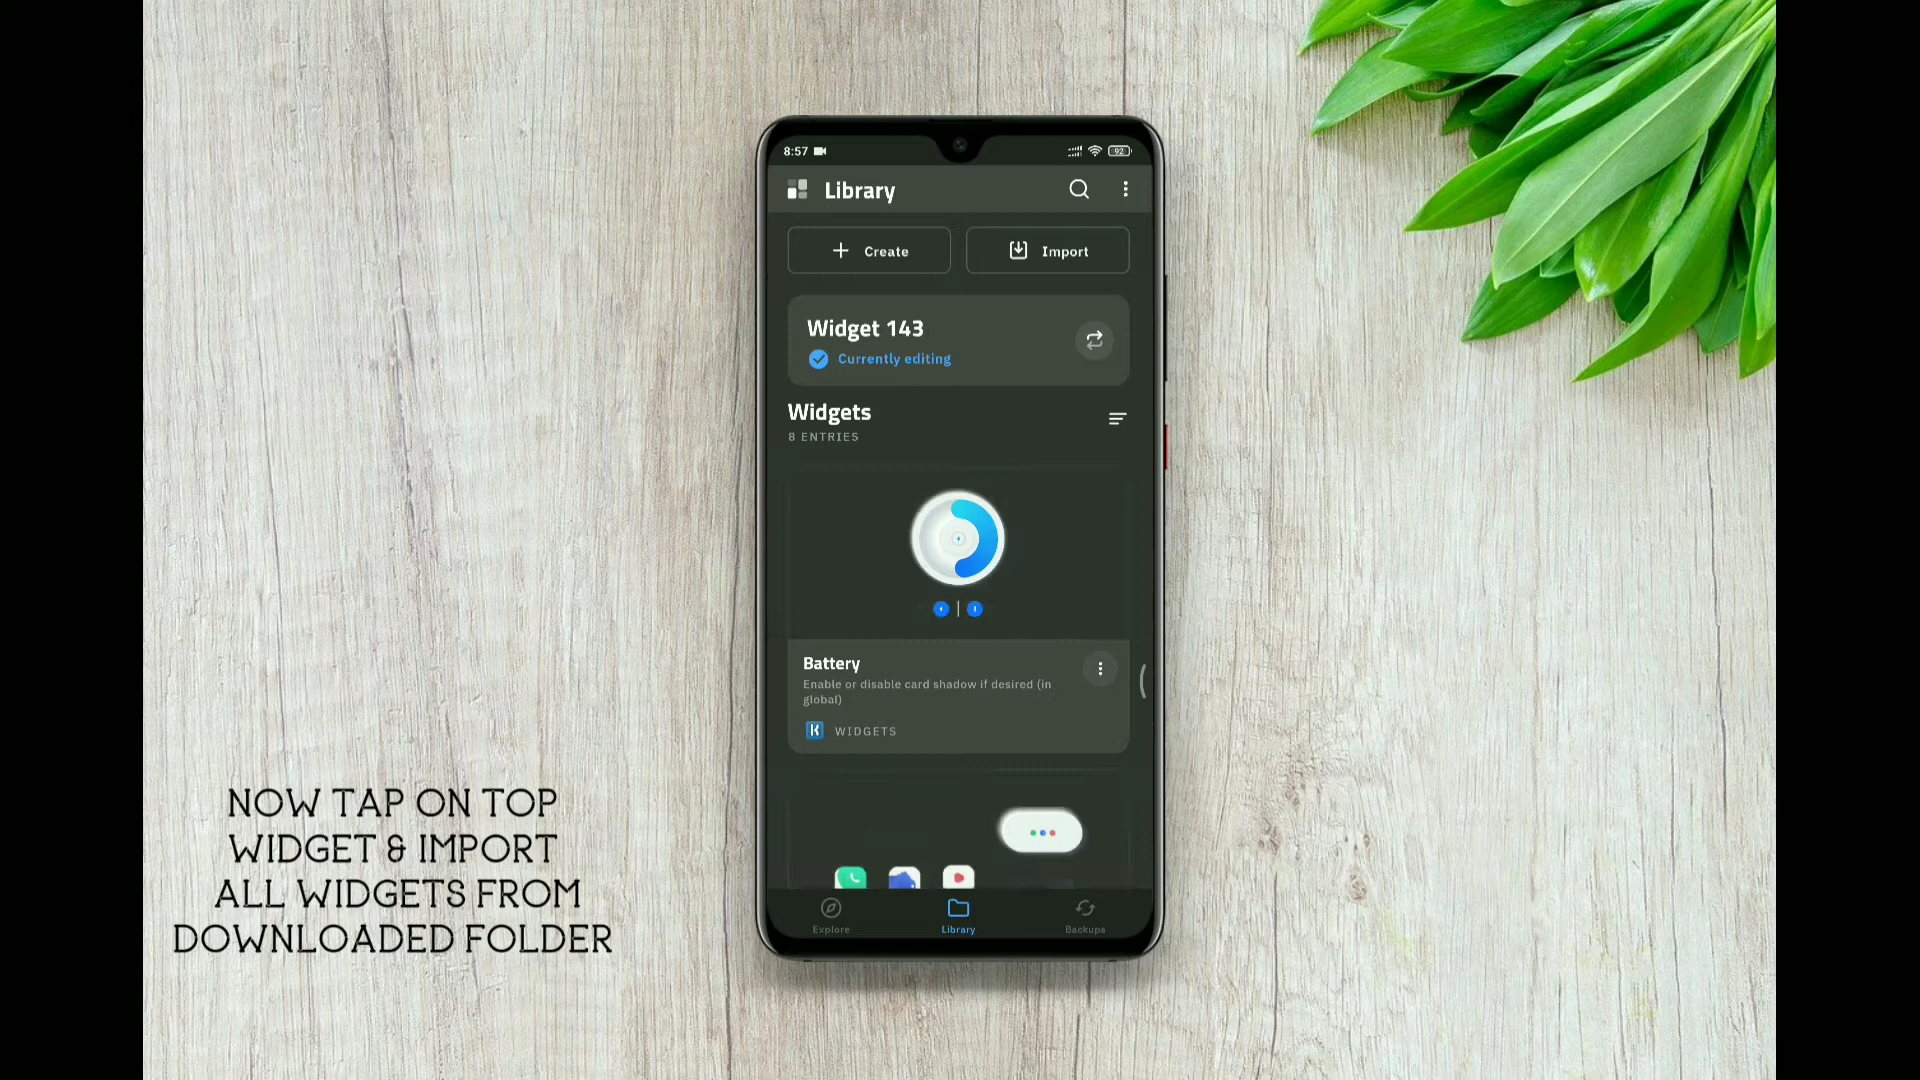 8:57
92
Library
Create
Import
Widget 143
Currently editing
Widgets
8 ENTRIES
Battery
Enable or disable card shadow if desired (in
global)
K WIDGETS
Explore
Library
Backups
NOW TAP ON TOP
WIDGET & IMPORT
ALL WIDGETS FROM
DOWNLOADED FOLDER